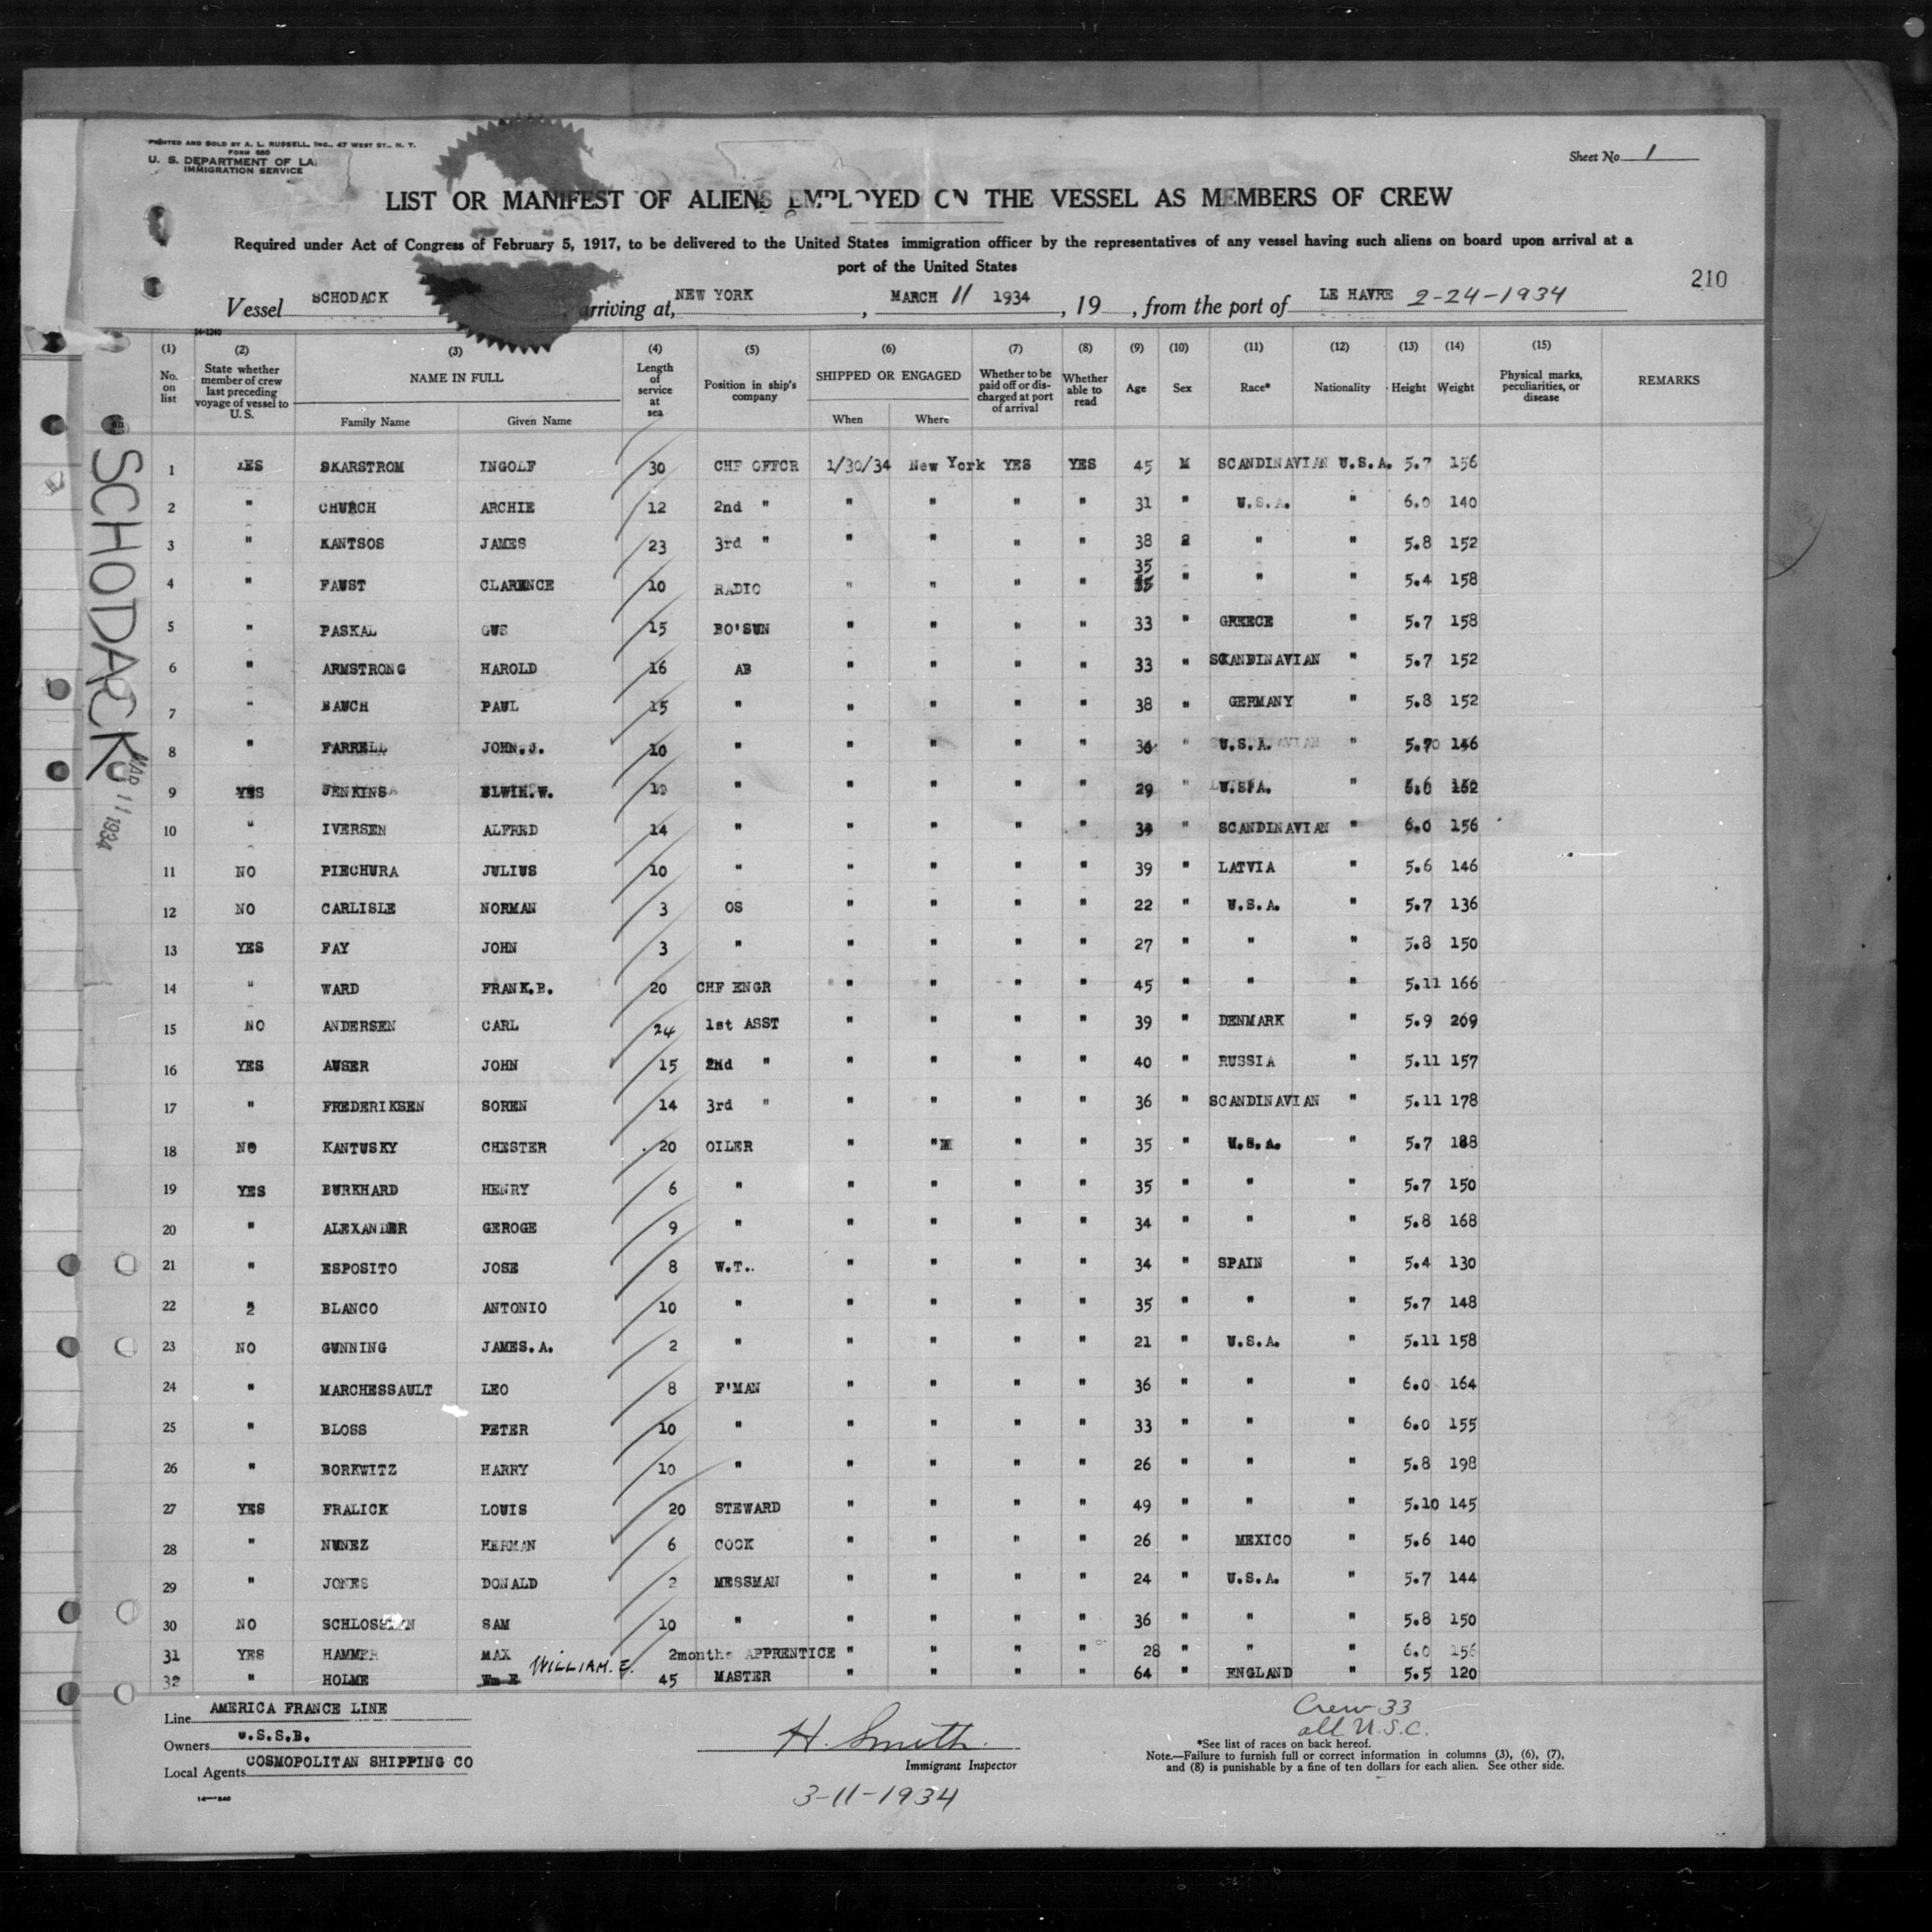 PRINTED AND SOLD BY A. L. RUSSELL, INC., 47 WEST ST., N. Y.
FORM 680
U. S. DEPARTMENT OF LA
IMMIGRATION SERVICE
Sheet No. 1
LIST OR MANIFEST OF ALIENS EMPLOYED ON THE VESSEL AS MEMBERS OF CREW
Required under Act of Congress of February 5, 1917, to be delivered to the United States immigration officer by the representatives of any vessel having such aliens on board upon arrival at a
port of the United States
210
Vessel SCHODACK, arriving at, NEW YORK, MARCH 11 1934, 19 , from the port of LE HAVRE 2-24-1934
14-1240
(1) No. on list
(2) State whether member of crew last preceding voyage of vessel to U. S.
(3) NAME IN FULL Family Name Given Name
(4) Length of service at sea
(5) Position in ship's company
(6) SHIPPED OR ENGAGED When Where
(7) Whether to be paid off or discharged at port of arrival
(8) Whether able to read
(9) Age
(10) Sex
(11) Race*
(12) Nationality
(13) Height
(14) Weight
(15) Physical marks, peculiarities, or disease
REMARKS
SCHODACK
MAR 11 1934
1 YES SKARSTROM INGOLF 30 CHF OFFCR 1/30/34 New York YES YES 45 M SCANDINAVIAN U.S.A. 5.7 156
2 " CHURCH ARCHIE 12 2nd " " " " " 31 " U.S.A. " 6.0 140
3 " KANTSOS JAMES 23 3rd " " " " " 38 2 " " 5.8 152
4 " FAUST CLARENCE 10 RADIO " " " " 35 " " " 5.4 158
5 " PASKAL GUS 15 BO'SUN " " " " 33 " GREECE " 5.7 158
6 " ARMSTRONG HAROLD 16 AB " " " " 33 " SCANDINAVIAN " 5.7 152
7 " BAUCH PAUL 15 " " " " " 38 " GERMANY " 5.8 152
8 " FARRELL JOHN.J. 10 " " " " " " U.S.A. " 146
9 YES JENKINS ELWIN.W. " " " " " 29 " U.S.A. "
10 " IVERSEN ALFRED 14 " " " " " " SCANDINAVIAN " 6.0 156
11 NO PIECHURA JULIUS 10 " " " " " 39 " LATVIA " 5.6 146
12 NO CARLISLE NORMAN 3 OS " " " " 22 " U.S.A. " 5.7 136
13 YES FAY JOHN 3 " " " " " 27 " " " 5.8 150
14 " WARD FRANK.B. 20 CHF ENGR " " " " 45 " " " 5.11 166
15 NO ANDERSEN CARL 24 1st ASST " " " " 39 " DENMARK " 5.9 209
16 YES AUSER JOHN 15 2Nd " " " " " 40 " RUSSIA " 5.11 157
17 " FREDERIKSEN SOREN 14 3rd " " " " " 36 " SCANDINAVIAN " 5.11 178
18 NO KANTUSKY CHESTER 20 OILER " " " " 35 " U.S.A. " 5.7
19 YES BURKHARD HENRY 6 " " " " " 35 " " " 5.7 150
20 " ALEXANDER GEROGE 9 " " " " " 34 " " " 5.8 168
21 " ESPOSITO JOSE 8 W.T.. " " " " 34 " SPAIN " 5.4 130
22 " BLANCO ANTONIO 10 " " " " " 35 " " " 5.7 148
23 NO GUNNING JAMES.A. 2 " " " " " 21 " U.S.A. " 5.11 158
24 " MARCHESSAULT LEO 8 F'MAN " " " " 36 " " " 6.0 164
25 " BLOSS PETER 10 " " " " " 33 " " " 6.0 155
26 " BORKWITZ HARRY 10 " " " " " 26 " " " 5.8 198
27 YES FRALICK LOUIS 20 STEWARD " " " " 49 " " " 5.10 145
28 " NUNEZ HERMAN 6 COOK " " " " 26 " MEXICO " 5.6 140
29 " JONES DONALD 2 MESSMAN " " " " 24 " U.S.A. " 5.7 144
30 NO SAM 10 " " " " " 36 " " " 5.8 150
31 YES HAMMER MAX 2months APPRENTICE " " " " 28 " " " 6.0 156
32 " HOLME Wm E WILLIAM. E. 45 MASTER " " " " 64 " ENGLAND " 5.5 120
Line AMERICA FRANCE LINE
Owners U.S.S.B.
Local Agents COSMOPOLITAN SHIPPING CO
14-1240
H. Smith
Immigrant Inspector
3-11-1934
Crew 33
all U.S.C.
*See list of races on back hereof.
Note.—Failure to furnish full or correct information in columns (3), (6), (7),
and (8) is punishable by a fine of ten dollars for each alien. See other side.